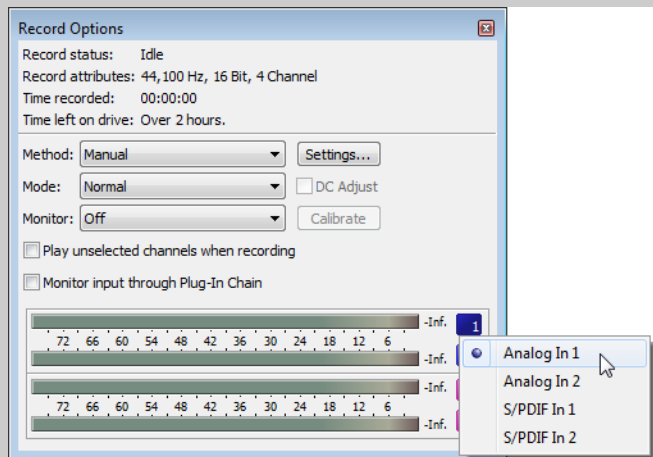 Record Options
Record status: Idle
Record attributes: 44,100 Hz, 16 Bit, 4 Channel
Time recorded: 00:00:00
Time left on drive: Over 2 hours.
Method: Manual Settings...
Mode: Normal DC Adjust
Monitor: Off Calibrate
Play unselected channels when recording
Monitor input through Plug-In Chain
-Inf. 1
72 66 60 54 48 42 36 30 24 18 12 6
-Inf.
-Inf.
72 66 60 54 48 42 36 30 24 18 12 6
-Inf.
Analog In 1
Analog In 2
S/PDIF In 1
S/PDIF In 2